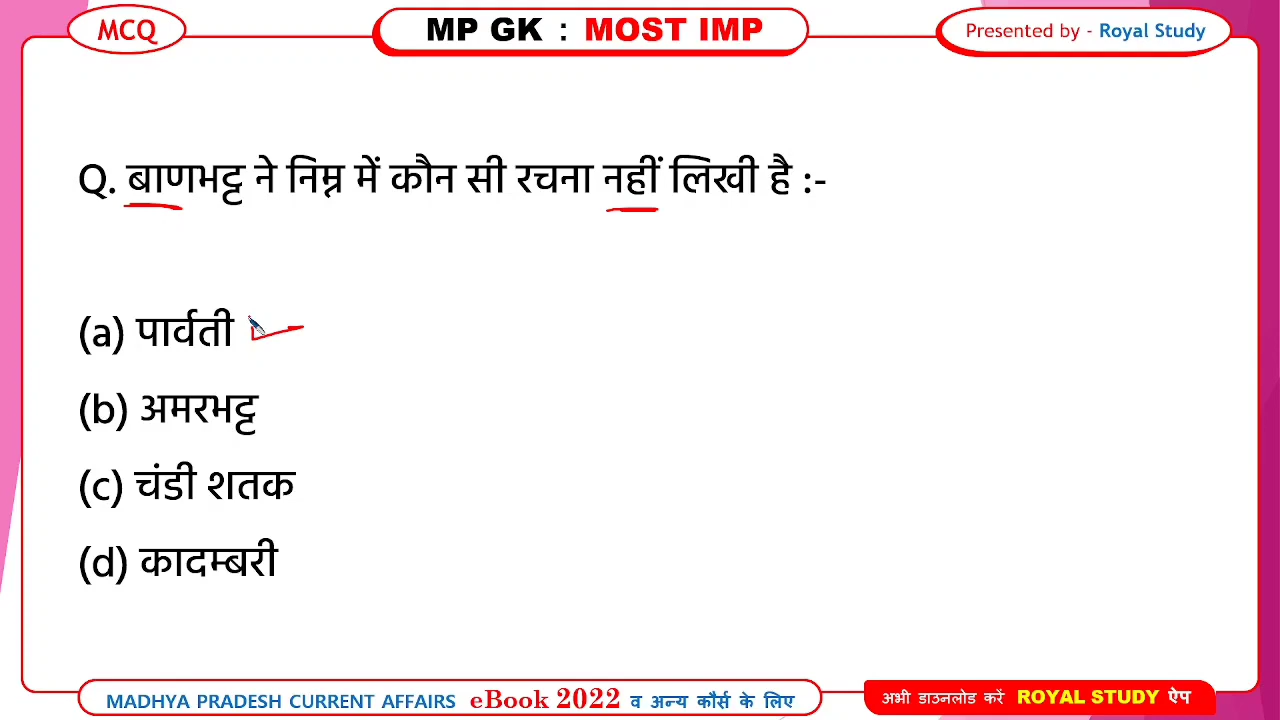 MCQ
MP GK : MOST IMP
Presented by - Royal Study
Q. बाणभट्ट ने निम्न में कौन सी रचना नहीं लिखी है :-
(a) पार्वती
(b) अमरभट्ट
(c) चंडी शतक
(d) कादम्बरी
MADHYA PRADESH CURRENT AFFAIRS eBook 2022 व अन्य कौर्स के लिए
अभी डाउनलोड करें ROYAL STUDY ऐप